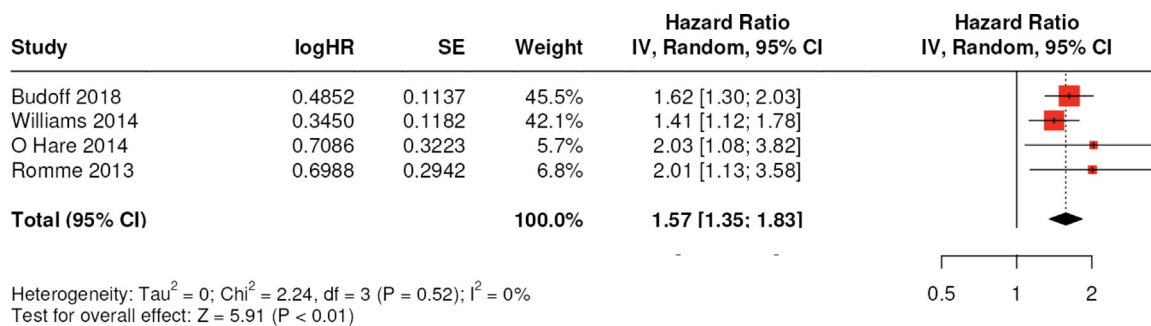 Hazard Ratio Hazard Ratio
Study logHR SE Weight IV, Random, 95% CI IV, Random, 95% CI
Budoff 2018 0.4852 0.1137 45.5% 1.62 [1.30; 2.03]
Williams 2014 0.3450 0.1182 42.1% 1.41 [1.12; 1.78]
O Hare 2014 0.7086 0.3223 5.7% 2.03 [1.08; 3.82]
Romme 2013 0.6988 0.2942 6.8% 2.01 [1.13; 3.58]
Total (95% CI) 100.0% 1.57 [1.35; 1.83]
Heterogeneity: Tau² = 0; Chi² = 2.24, df = 3 (P = 0.52); I² = 0%
Test for overall effect: Z = 5.91 (P < 0.01)
0.5 1 2